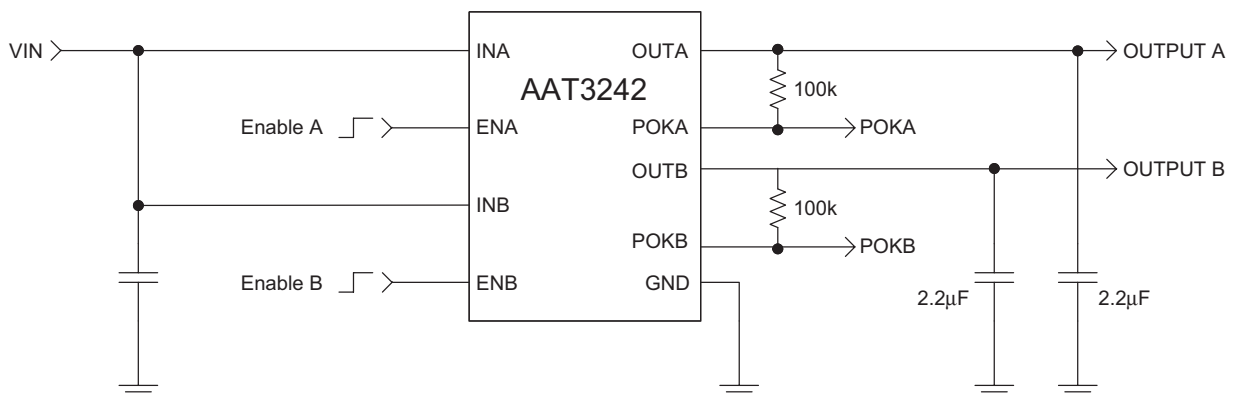 VIN
INA
OUTA
OUTPUT A
AAT3242
100k
Enable A
ENA
POKA
POKA
OUTB
OUTPUT B
INB
100k
POKB
POKB
Enable B
ENB
GND
2.2μF
2.2μF